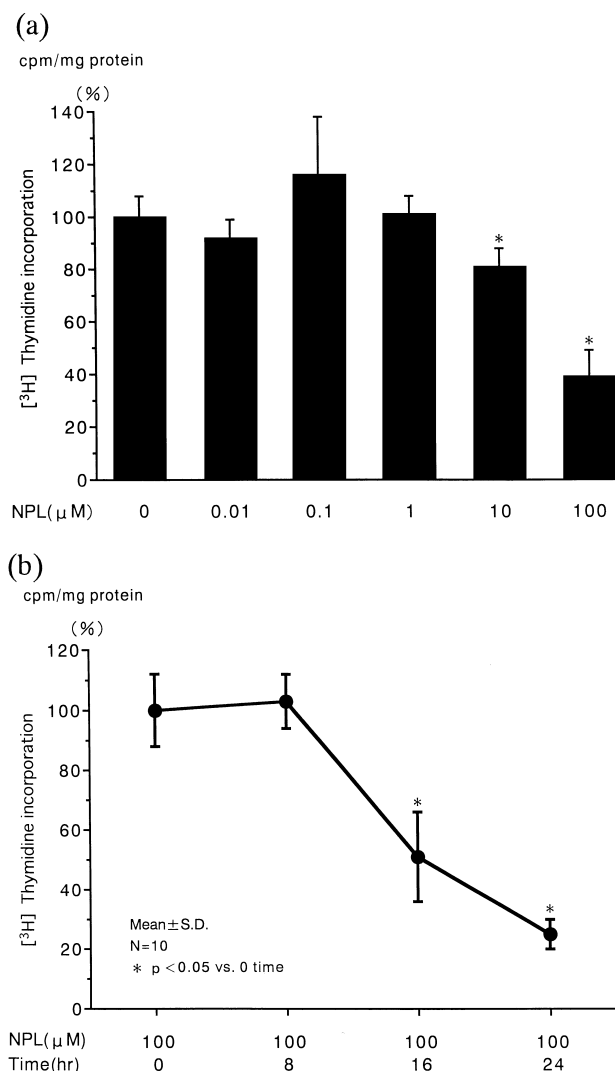 (a)
cpm/mg protein
(%)
140
120
100
80
60
40
20
0
[³H] Thymidine incorporation
*
*
NPL(μM) 0 0.01 0.1 1 10 100
(b)
cpm/mg protein
(%)
120
100
80
60
40
20
0
[³H] Thymidine incorporation
*
*
Mean±S.D.
N=10
* p<0.05 vs. 0 time
NPL(μM) 100 100 100 100
Time(hr) 0 8 16 24